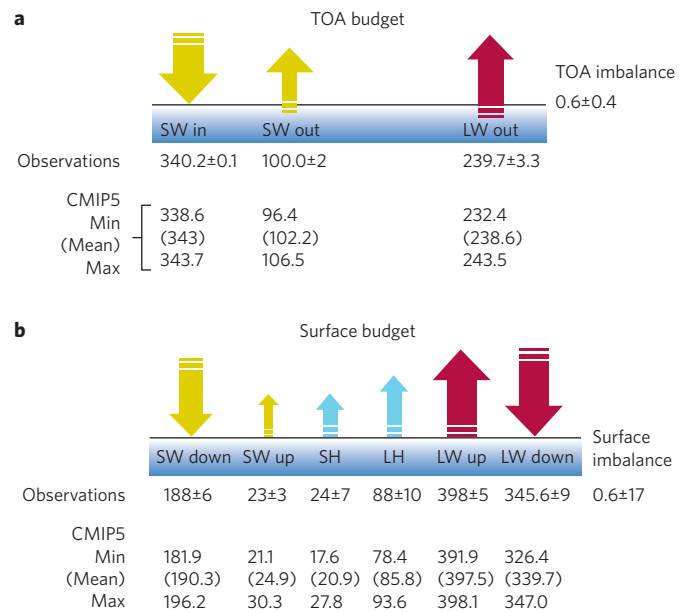 a
TOA budget
TOA imbalance
0.6±0.4
SW in SW out LW out
Observations 340.2±0.1 100.0±2 239.7±3.3
CMIP5
Min 338.6 96.4 232.4
(Mean) (343) (102.2) (238.6)
Max 343.7 106.5 243.5
b
Surface budget
SW down SW up SH LH LW up LW down
Surface imbalance
Observations 188±6 23±3 24±7 88±10 398±5 345.6±9 0.6±17
CMIP5
Min 181.9 21.1 17.6 78.4 391.9 326.4
(Mean) (190.3) (24.9) (20.9) (85.8) (397.5) (339.7)
Max 196.2 30.3 27.8 93.6 398.1 347.0